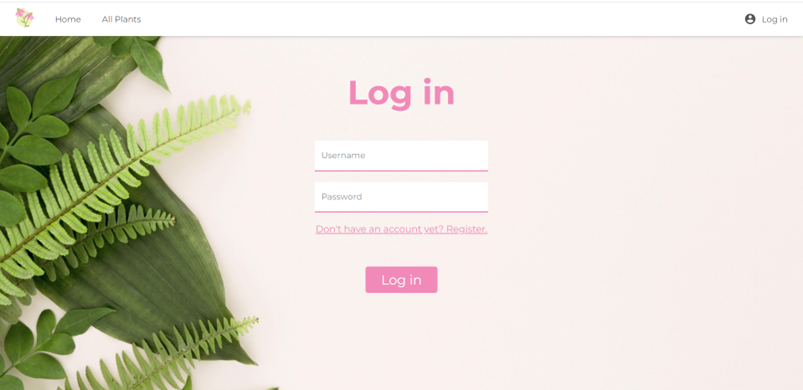 Home All Plants Log in
Log in
Username
Password
Don't have an account yet? Register.
Log in